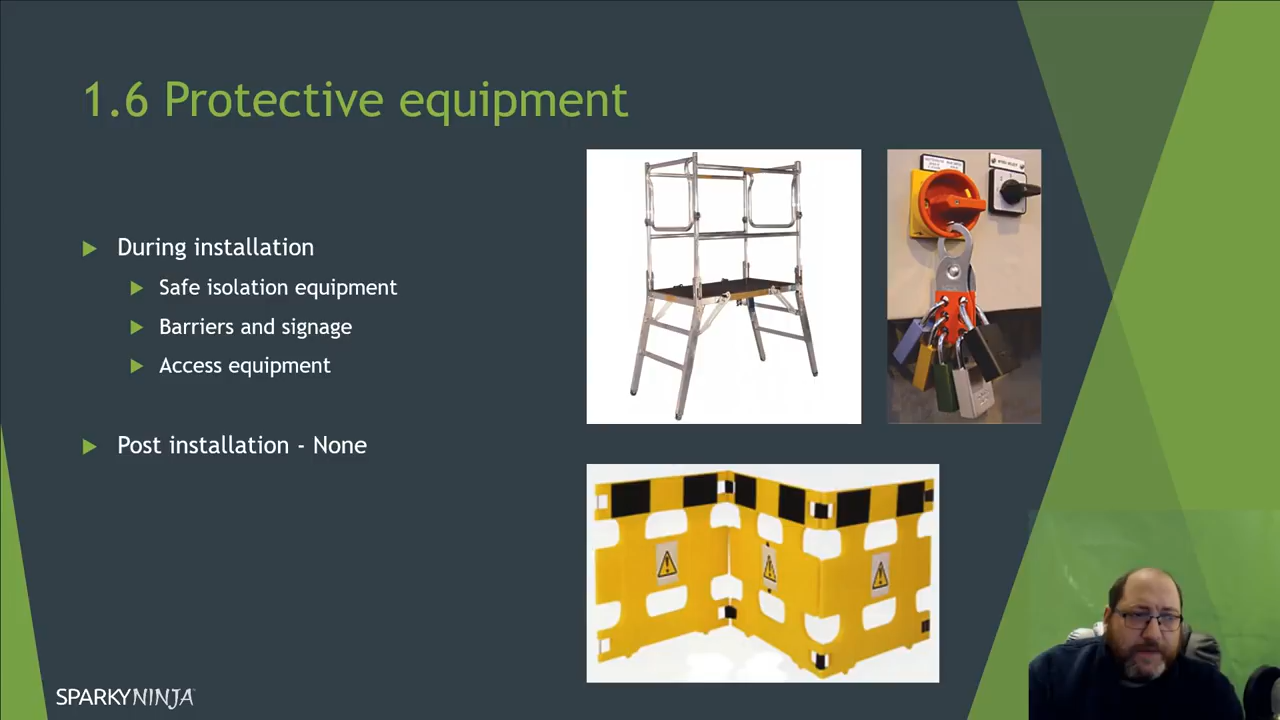 1.6 Protective equipment
During installation
Safe isolation equipment
Barriers and signage
Access equipment
Post installation - None
SPARKYNINJA